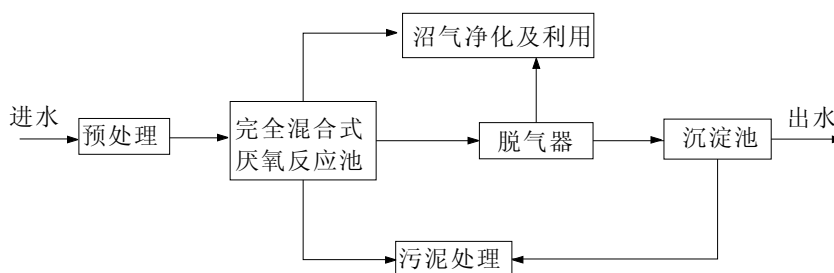 沼气净化及利用
进水
预处理
完全混合式
厌氧反应池
脱气器
沉淀池
出水
污泥处理